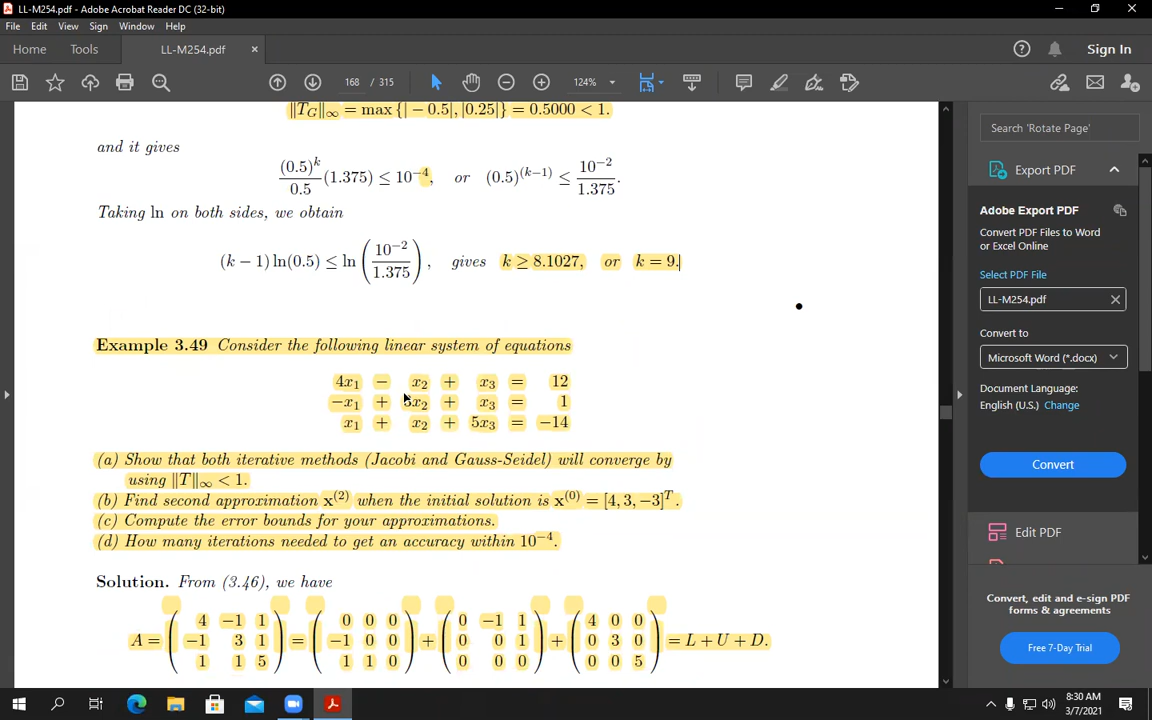 LL-M254.pdf - Adobe Acrobat Reader DC (32-bit)
File Edit View Sign Window Help
Home Tools LL-M254.pdf × Sign In
168 / 315 124%
‖T_G‖∞ = max {| − 0.5|, |0.25|} = 0.5000 < 1.
and it gives
(0.5)^k / 0.5 (1.375) ≤ 10^−4, or (0.5)^(k−1) ≤ 10^−2 / 1.375.
Taking ln on both sides, we obtain
(k − 1) ln(0.5) ≤ ln (10^−2 / 1.375), gives k ≥ 8.1027, or k = 9.
Example 3.49 Consider the following linear system of equations
4x1 − x2 + x3 = 12
−x1 + x2 + x3 = 1
x1 + x2 + 5x3 = −14
(a) Show that both iterative methods (Jacobi and Gauss-Seidel) will converge by
using ‖T‖∞ < 1.
(b) Find second approximation x^(2) when the initial solution is x^(0) = [4, 3, −3]^T.
(c) Compute the error bounds for your approximations.
(d) How many iterations needed to get an accuracy within 10^−4.
Solution. From (3.46), we have
A = ( 4 −1 1 ; −1 3 1 ; 1 1 5 ) = ( 0 0 0 ; −1 0 0 ; 1 1 0 ) + ( 0 −1 1 ; 0 0 1 ; 0 0 0 ) + ( 4 0 0 ; 0 3 0 ; 0 0 5 ) = L + U + D.
Search 'Rotate Page'
Export PDF
Adobe Export PDF
Convert PDF Files to Word
or Excel Online
Select PDF File
LL-M254.pdf ×
Convert to
Microsoft Word (*.docx)
Document Language:
English (U.S.) Change
Convert
Edit PDF
Convert, edit and e-sign PDF
forms & agreements
Free 7-Day Trial
8:30 AM
3/7/2021